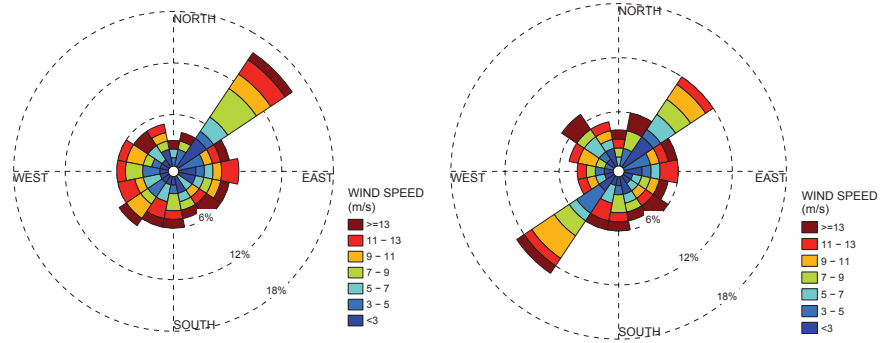 NORTH
WEST
EAST
SOUTH
6%
12%
18%
WIND SPEED
(m/s)
>=13
11 − 13
9 − 11
7 − 9
5 − 7
3 − 5
<3
NORTH
WEST
EAST
SOUTH
6%
12%
18%
WIND SPEED
(m/s)
>=13
11 − 13
9 − 11
7 − 9
5 − 7
3 − 5
<3